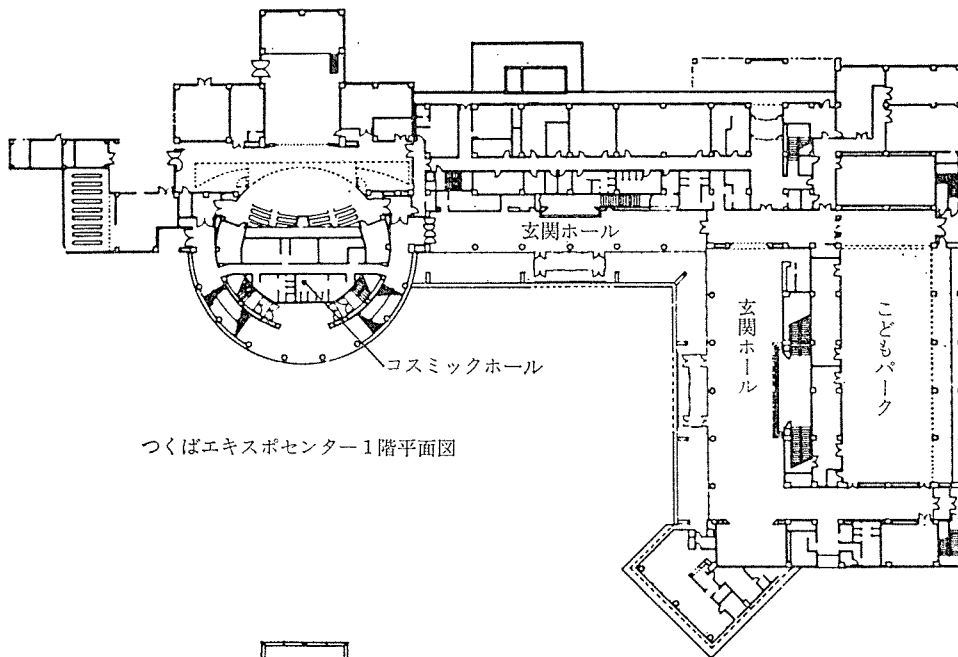 玄関ホール
玄関ホール
こどもパーク
コスミックホール
つくばエキスポセンター1階平面図